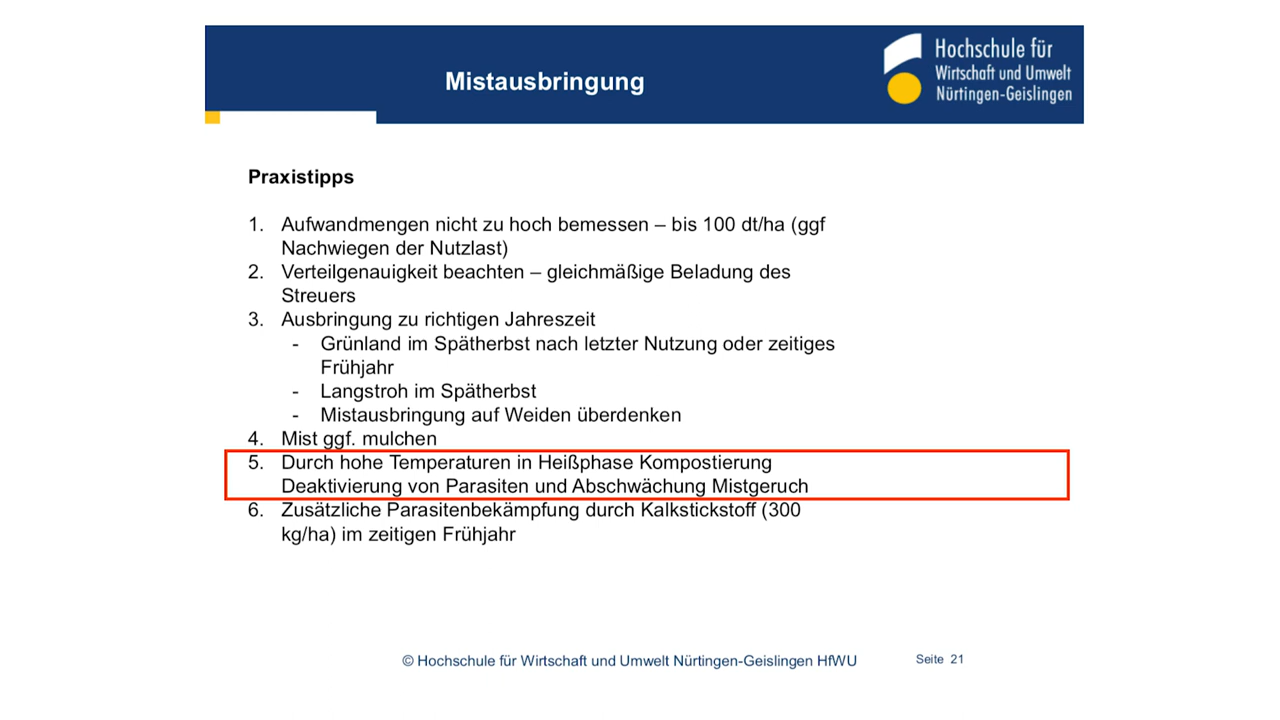 Mistausbringung
Hochschule für
Wirtschaft und Umwelt
Nürtingen-Geislingen
Praxistipps
1. Aufwandmengen nicht zu hoch bemessen – bis 100 dt/ha (ggf
Nachwiegen der Nutzlast)
2. Verteilgenauigkeit beachten – gleichmäßige Beladung des
Streuers
3. Ausbringung zu richtigen Jahreszeit
- Grünland im Spätherbst nach letzter Nutzung oder zeitiges
Frühjahr
- Langstroh im Spätherbst
- Mistausbringung auf Weiden überdenken
4. Mist ggf. mulchen
5. Durch hohe Temperaturen in Heißphase Kompostierung
Deaktivierung von Parasiten und Abschwächung Mistgeruch
6. Zusätzliche Parasitenbekämpfung durch Kalkstickstoff (300
kg/ha) im zeitigen Frühjahr
© Hochschule für Wirtschaft und Umwelt Nürtingen-Geislingen HfWU
Seite 21